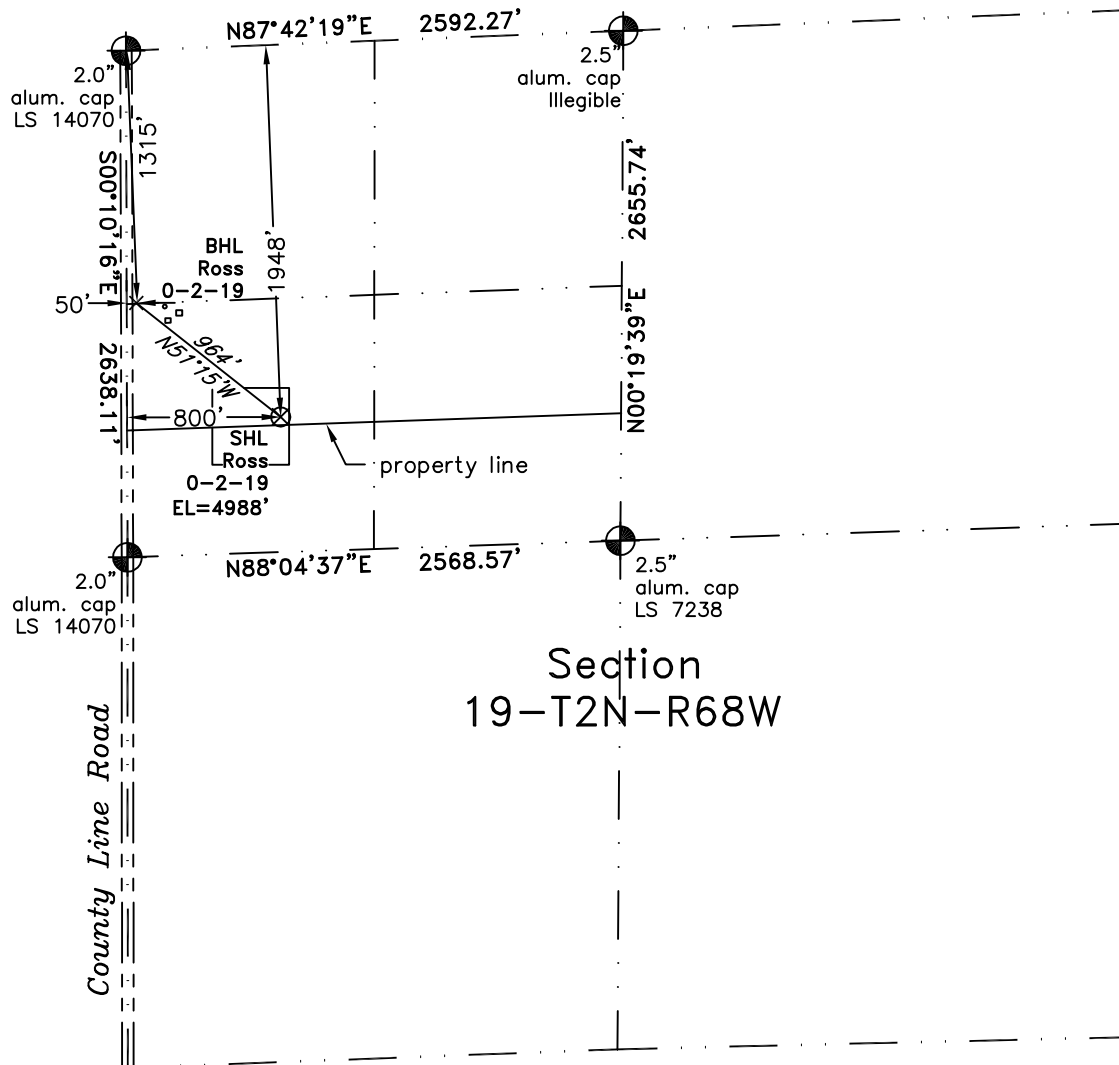 N87°42'19"E 2592.27'
2.0"
alum. cap
LS 14070
2.5"
alum. cap
Illegible
1315'
S00°10'16"E 2638.11'
1948'
N00°19'39"E 2655.74'
BHL
Ross
0-2-19
50'
964'
N51°15'W
800'
SHL
Ross
0-2-19
EL=4988'
property line
N88°04'37"E 2568.57'
2.0"
alum. cap
LS 14070
2.5"
alum. cap
LS 7238
Section
19-T2N-R68W
County Line Road